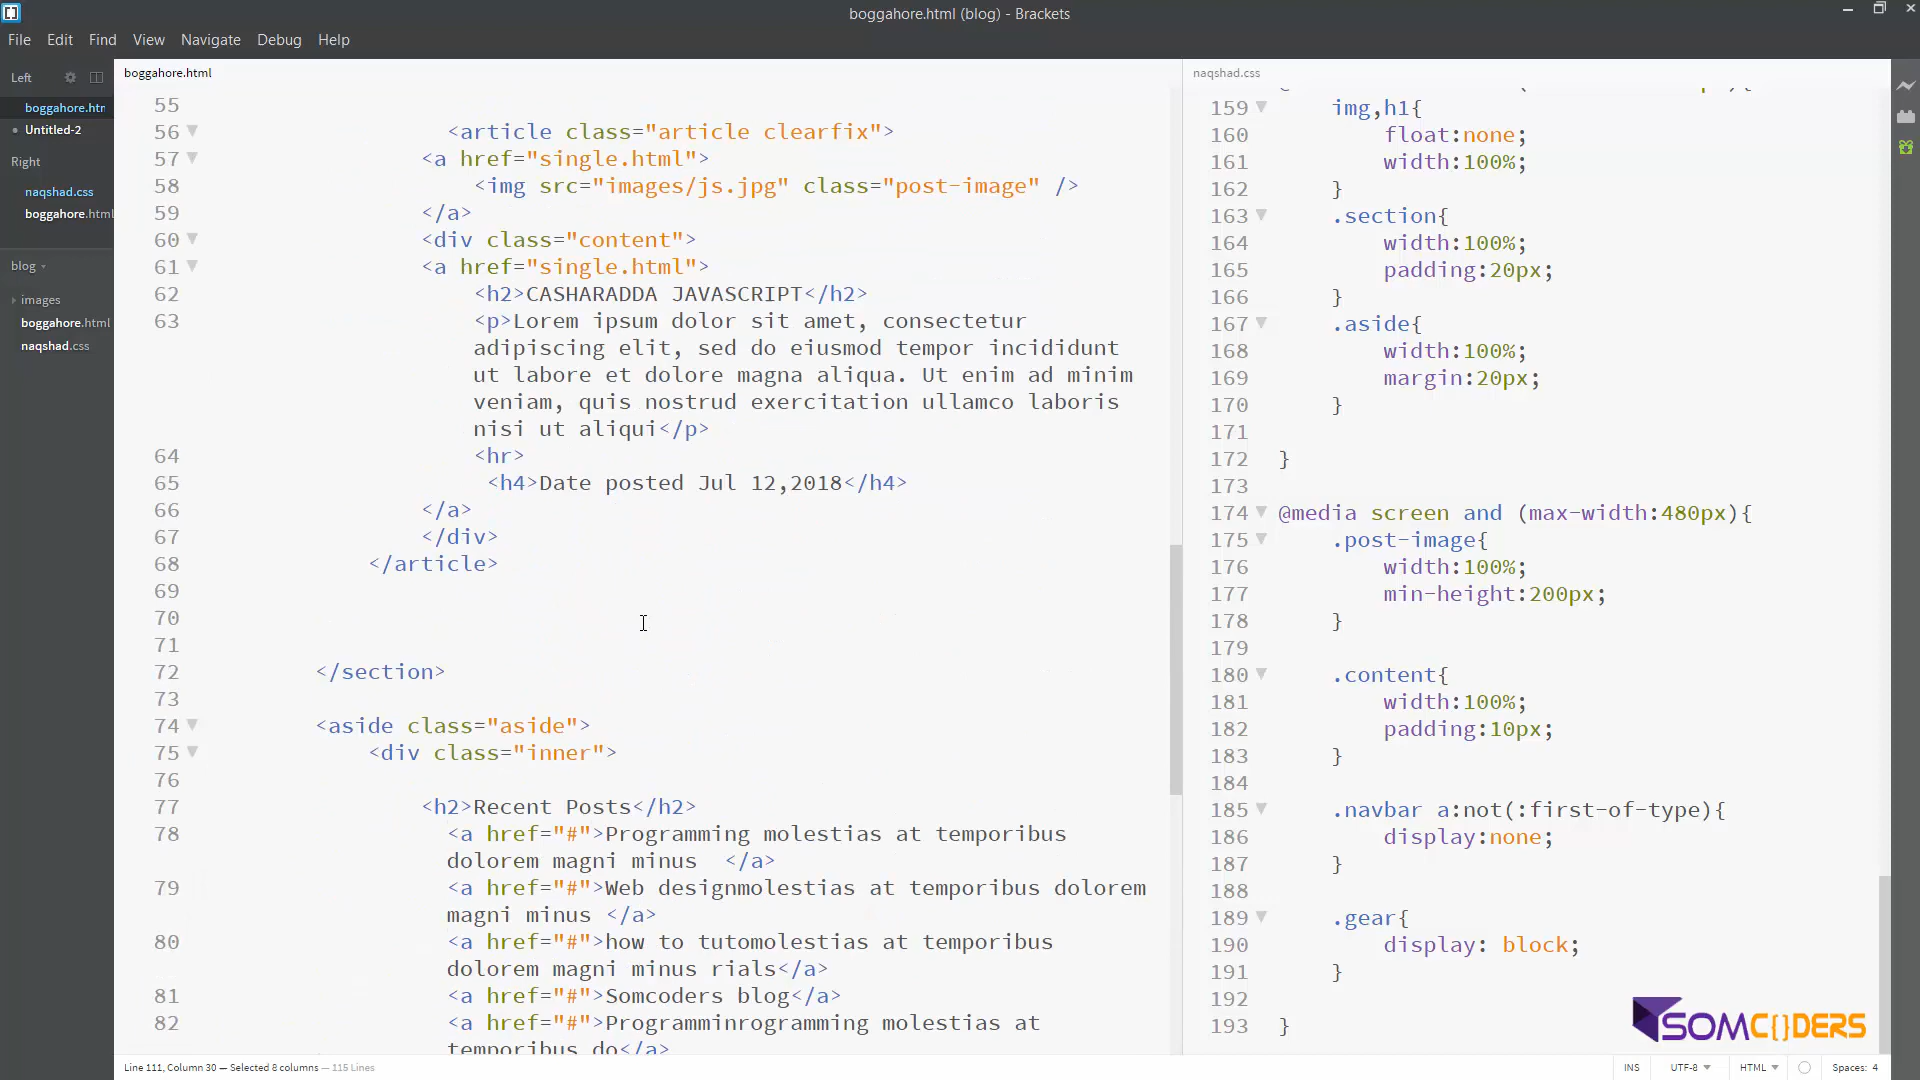 boggahore.html (blog) - Brackets
File Edit Find View Navigate Debug Help
Left
boggahore.htm
Untitled-2
Right
naqshad.css
boggahore.html
blog
images
boggahore.html
naqshad.css
boggahore.html
55
56 <article class="article clearfix">
57 <a href="single.html">
58 <img src="images/js.jpg" class="post-image" />
59 </a>
60 <div class="content">
61 <a href="single.html">
62 <h2>CASHARADDA JAVASCRIPT</h2>
63 <p>Lorem ipsum dolor sit amet, consectetur
adipiscing elit, sed do eiusmod tempor incididunt
ut labore et dolore magna aliqua. Ut enim ad minim
veniam, quis nostrud exercitation ullamco laboris
nisi ut aliqui</p>
64 <hr>
65 <h4>Date posted Jul 12,2018</h4>
66 </a>
67 </div>
68 </article>
69
70
71
72 </section>
73
74 <aside class="aside">
75 <div class="inner">
76
77 <h2>Recent Posts</h2>
78 <a href="#">Programming molestias at temporibus
dolorem magni minus </a>
79 <a href="#">Web designmolestias at temporibus dolorem
magni minus </a>
80 <a href="#">how to tutomolestias at temporibus
dolorem magni minus rials</a>
81 <a href="#">Somcoders blog</a>
82 <a href="#">Programminrogramming molestias at
temporibus do</a>
naqshad.css
159 img,h1{
160 float:none;
161 width:100%;
162 }
163 .section{
164 width:100%;
165 padding:20px;
166 }
167 .aside{
168 width:100%;
169 margin:20px;
170 }
171
172 }
173
174 @media screen and (max-width:480px){
175 .post-image{
176 width:100%;
177 min-height:200px;
178 }
179
180 .content{
181 width:100%;
182 padding:10px;
183 }
184
185 .navbar a:not(:first-of-type){
186 display:none;
187 }
188
189 .gear{
190 display: block;
191 }
192
193 }
SOMC{}DERS
Line 111, Column 30 — Selected 8 columns — 115 Lines
INS UTF-8 HTML Spaces: 4